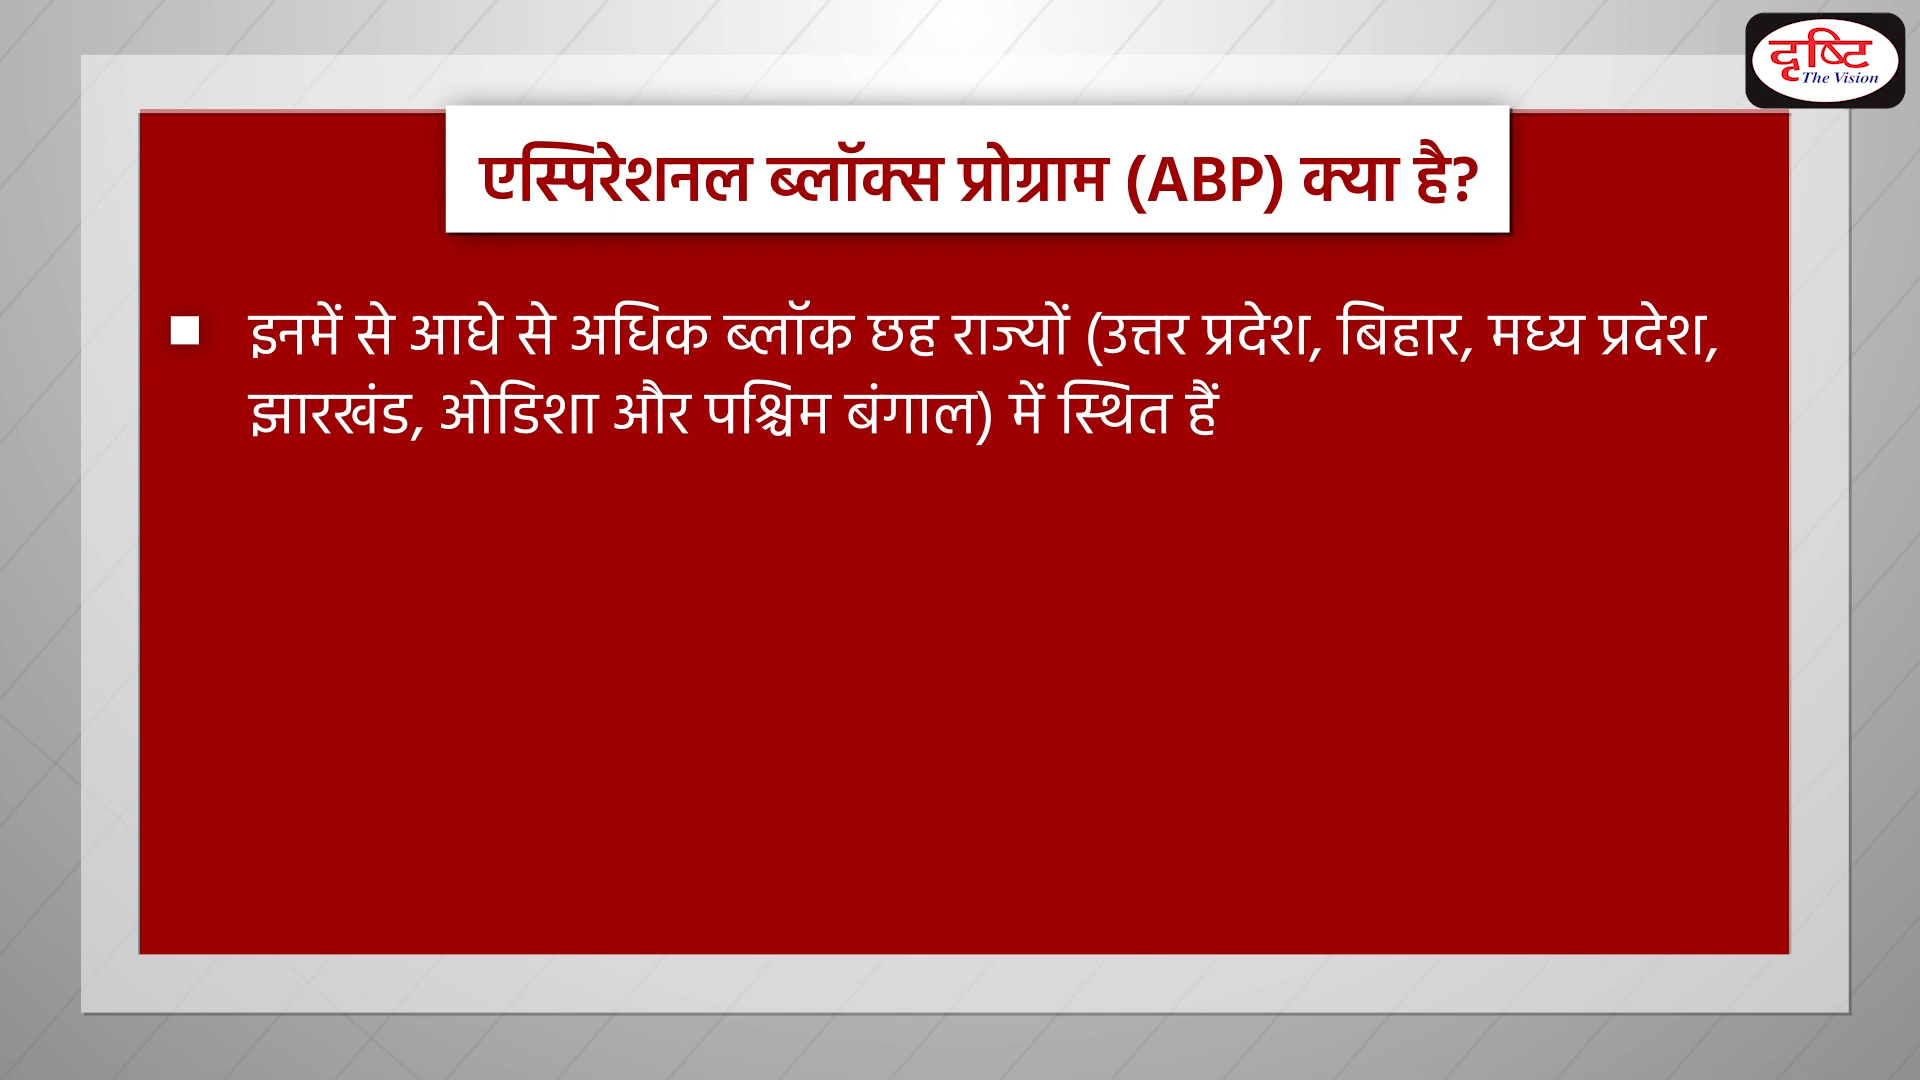 दृष्टि
The Vision
एस्पिरेशनल ब्लॉक्स प्रोग्राम (ABP) क्या है?
इनमें से आधे से अधिक ब्लॉक छह राज्यों (उत्तर प्रदेश, बिहार, मध्य प्रदेश,
झारखंड, ओडिशा और पश्चिम बंगाल) में स्थित हैं